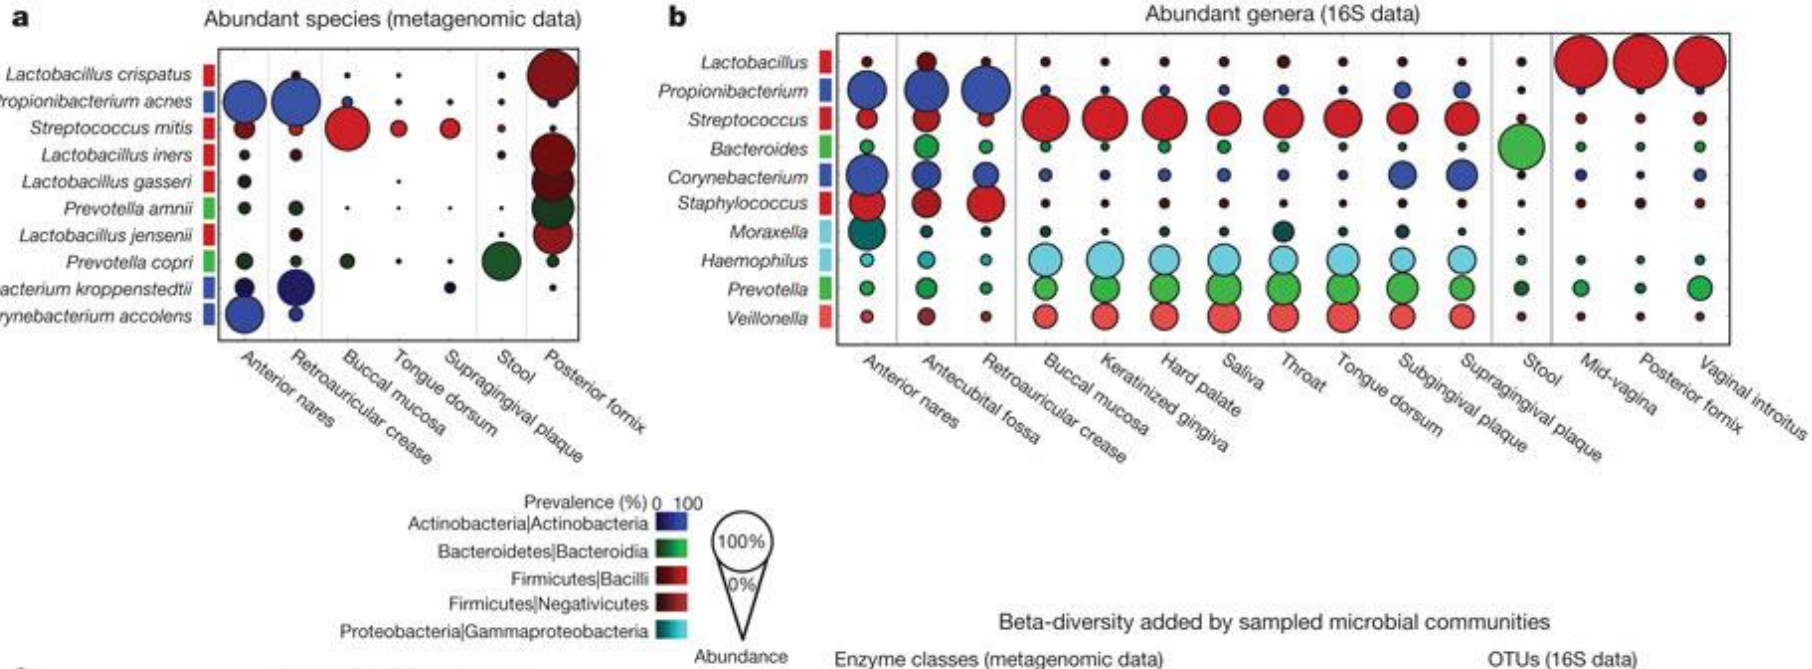 a
Abundant species (metagenomic data)
Lactobacillus crispatus
Propionibacterium acnes
Streptococcus mitis
Lactobacillus iners
Lactobacillus gasseri
Prevotella amnii
Lactobacillus jensenii
Prevotella copri
acterium kroppenstedtii
rynebacterium accolens
Anterior nares
Retroauricular crease
Buccal mucosa
Tongue dorsum
Supragingival plaque
Stool
Posterior fornix
b
Abundant genera (16S data)
Lactobacillus
Propionibacterium
Streptococcus
Bacteroides
Corynebacterium
Staphylococcus
Moraxella
Haemophilus
Prevotella
Veillonella
Anterior nares
Antecubital fossa
Retroauricular crease
Buccal mucosa
Keratinized gingiva
Hard palate
Saliva
Throat
Tongue dorsum
Subgingival plaque
Supragingival plaque
Stool
Mid-vagina
Posterior fornix
Vaginal introitus
Prevalence (%) 0 100
Actinobacteria|Actinobacteria
Bacteroidetes|Bacteroidia
Firmicutes|Bacilli
Firmicutes|Negativicutes
Proteobacteria|Gammaproteobacteria
100%
0%
Abundance
Beta-diversity added by sampled microbial communities
Enzyme classes (metagenomic data)
OTUs (16S data)